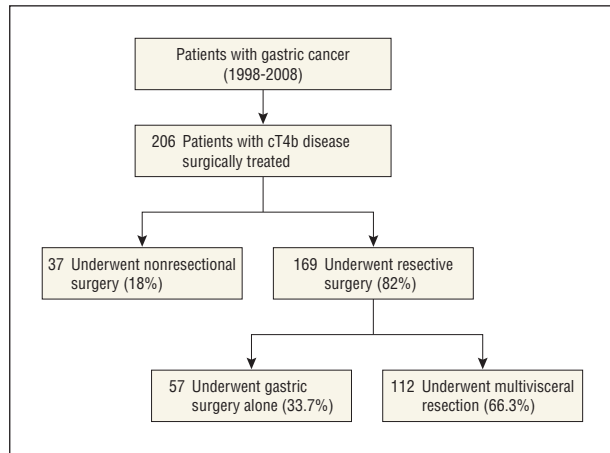 Patients with gastric cancer
(1998-2008)
206 Patients with cT4b disease
surgically treated
37 Underwent nonresectional
surgery (18%)
169 Underwent resective
surgery (82%)
57 Underwent gastric
surgery alone (33.7%)
112 Underwent multivisceral
resection (66.3%)